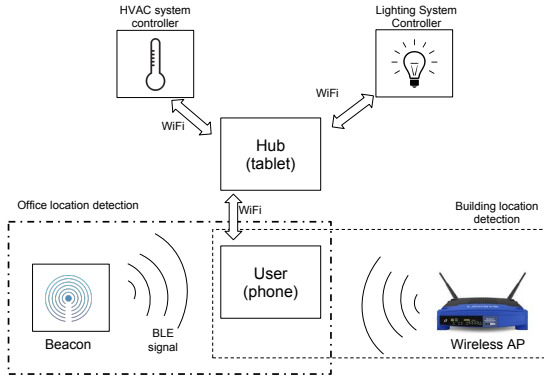 HVAC system
controller
Lighting System
Controller
WiFi
WiFi
Hub
(tablet)
WiFi
Office location detection
Building location
detection
User
(phone)
Beacon
BLE
signal
Wireless AP